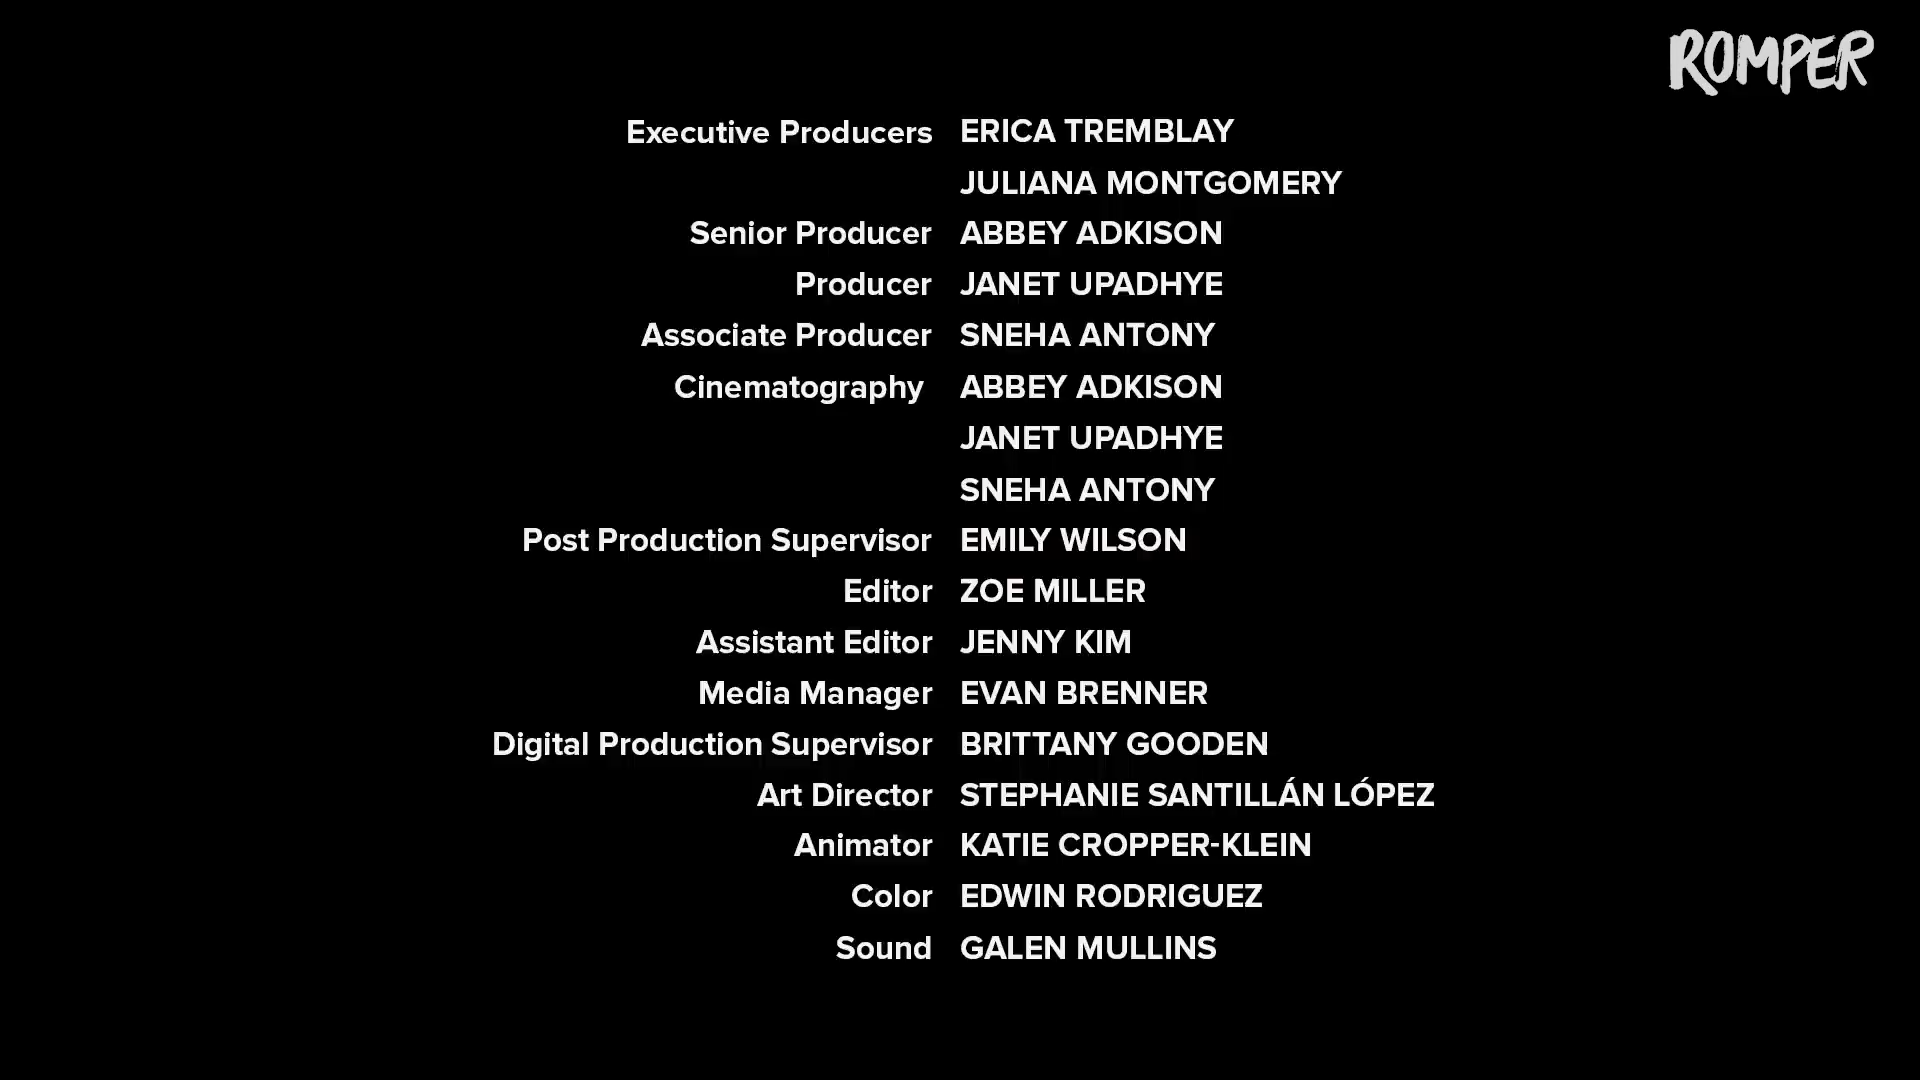 ROMPER
Executive Producers ERICA TREMBLAY
JULIANA MONTGOMERY
Senior Producer ABBEY ADKISON
Producer JANET UPADHYE
Associate Producer SNEHA ANTONY
Cinematography ABBEY ADKISON
JANET UPADHYE
SNEHA ANTONY
Post Production Supervisor EMILY WILSON
Editor ZOE MILLER
Assistant Editor JENNY KIM
Media Manager EVAN BRENNER
Digital Production Supervisor BRITTANY GOODEN
Art Director STEPHANIE SANTILLÁN LÓPEZ
Animator KATIE CROPPER-KLEIN
Color EDWIN RODRIGUEZ
Sound GALEN MULLINS